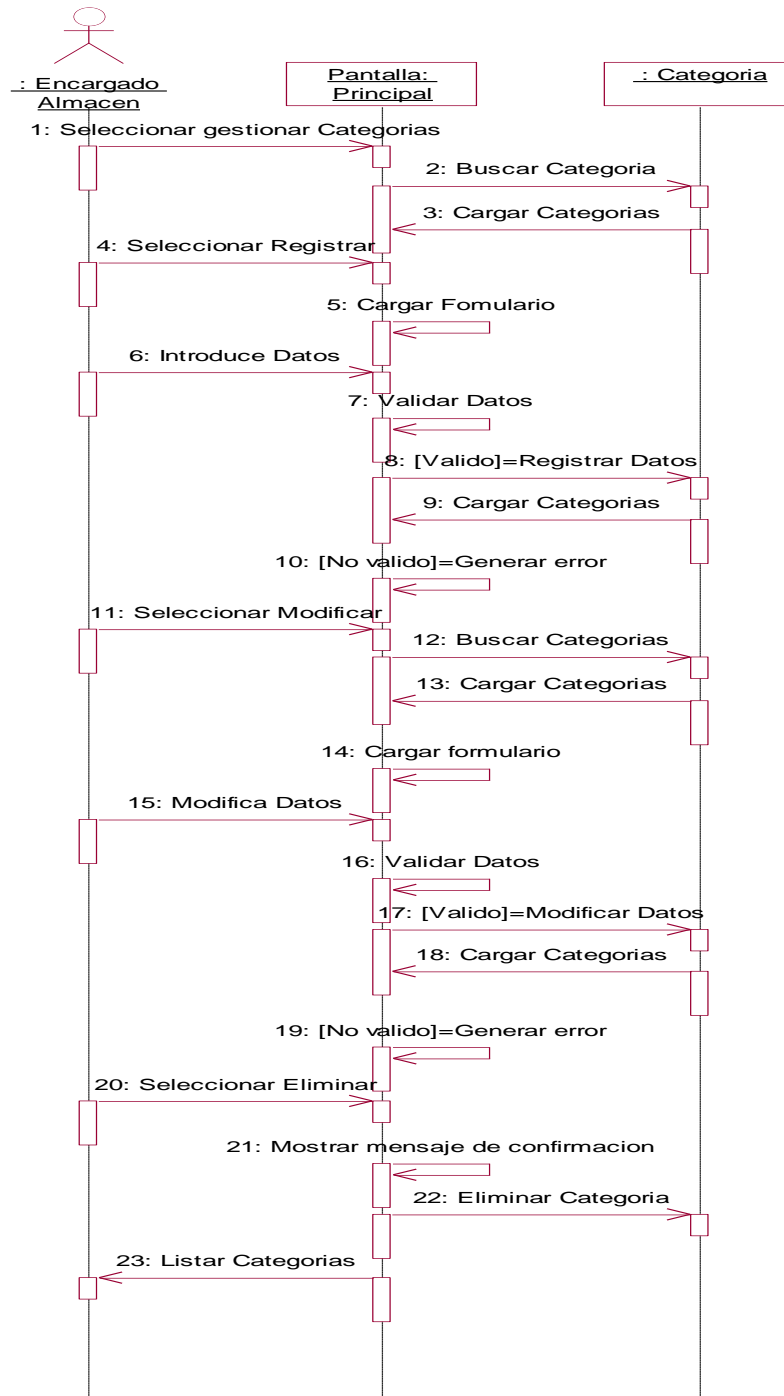 : Encargado
Almacen
Pantalla:
Principal
: Categoria
1: Seleccionar gestionar Categorias
2: Buscar Categoria
3: Cargar Categorias
4: Seleccionar Registrar
5: Cargar Fomulario
6: Introduce Datos
7: Validar Datos
8: [Valido]=Registrar Datos
9: Cargar Categorias
10: [No valido]=Generar error
11: Seleccionar Modificar
12: Buscar Categorias
13: Cargar Categorias
14: Cargar formulario
15: Modifica Datos
16: Validar Datos
17: [Valido]=Modificar Datos
18: Cargar Categorias
19: [No valido]=Generar error
20: Seleccionar Eliminar
21: Mostrar mensaje de confirmacion
22: Eliminar Categoria
23: Listar Categorias